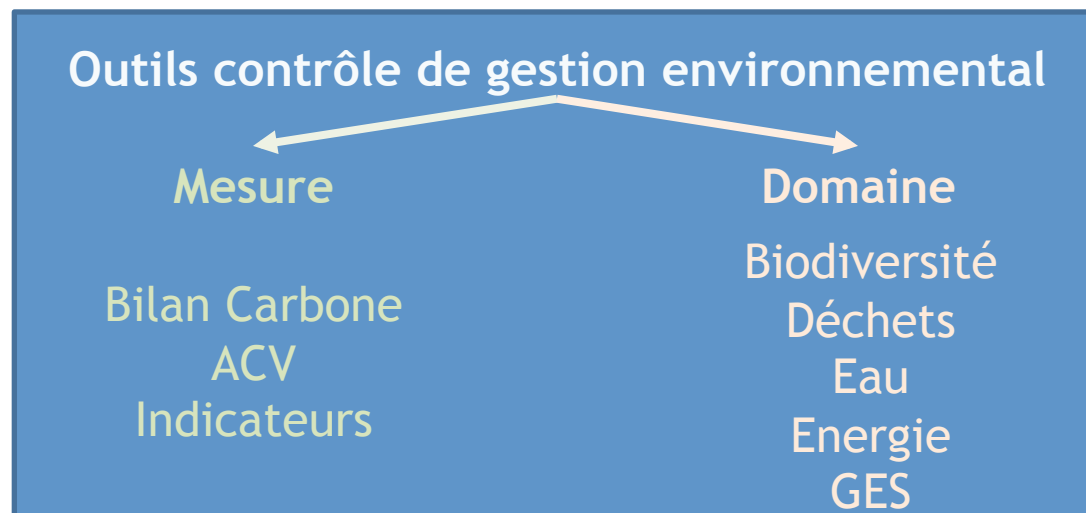 Outils contrôle de gestion environnemental
Mesure
Bilan Carbone
ACV
Indicateurs
Domaine
Biodiversité
Déchets
Eau
Energie
GES